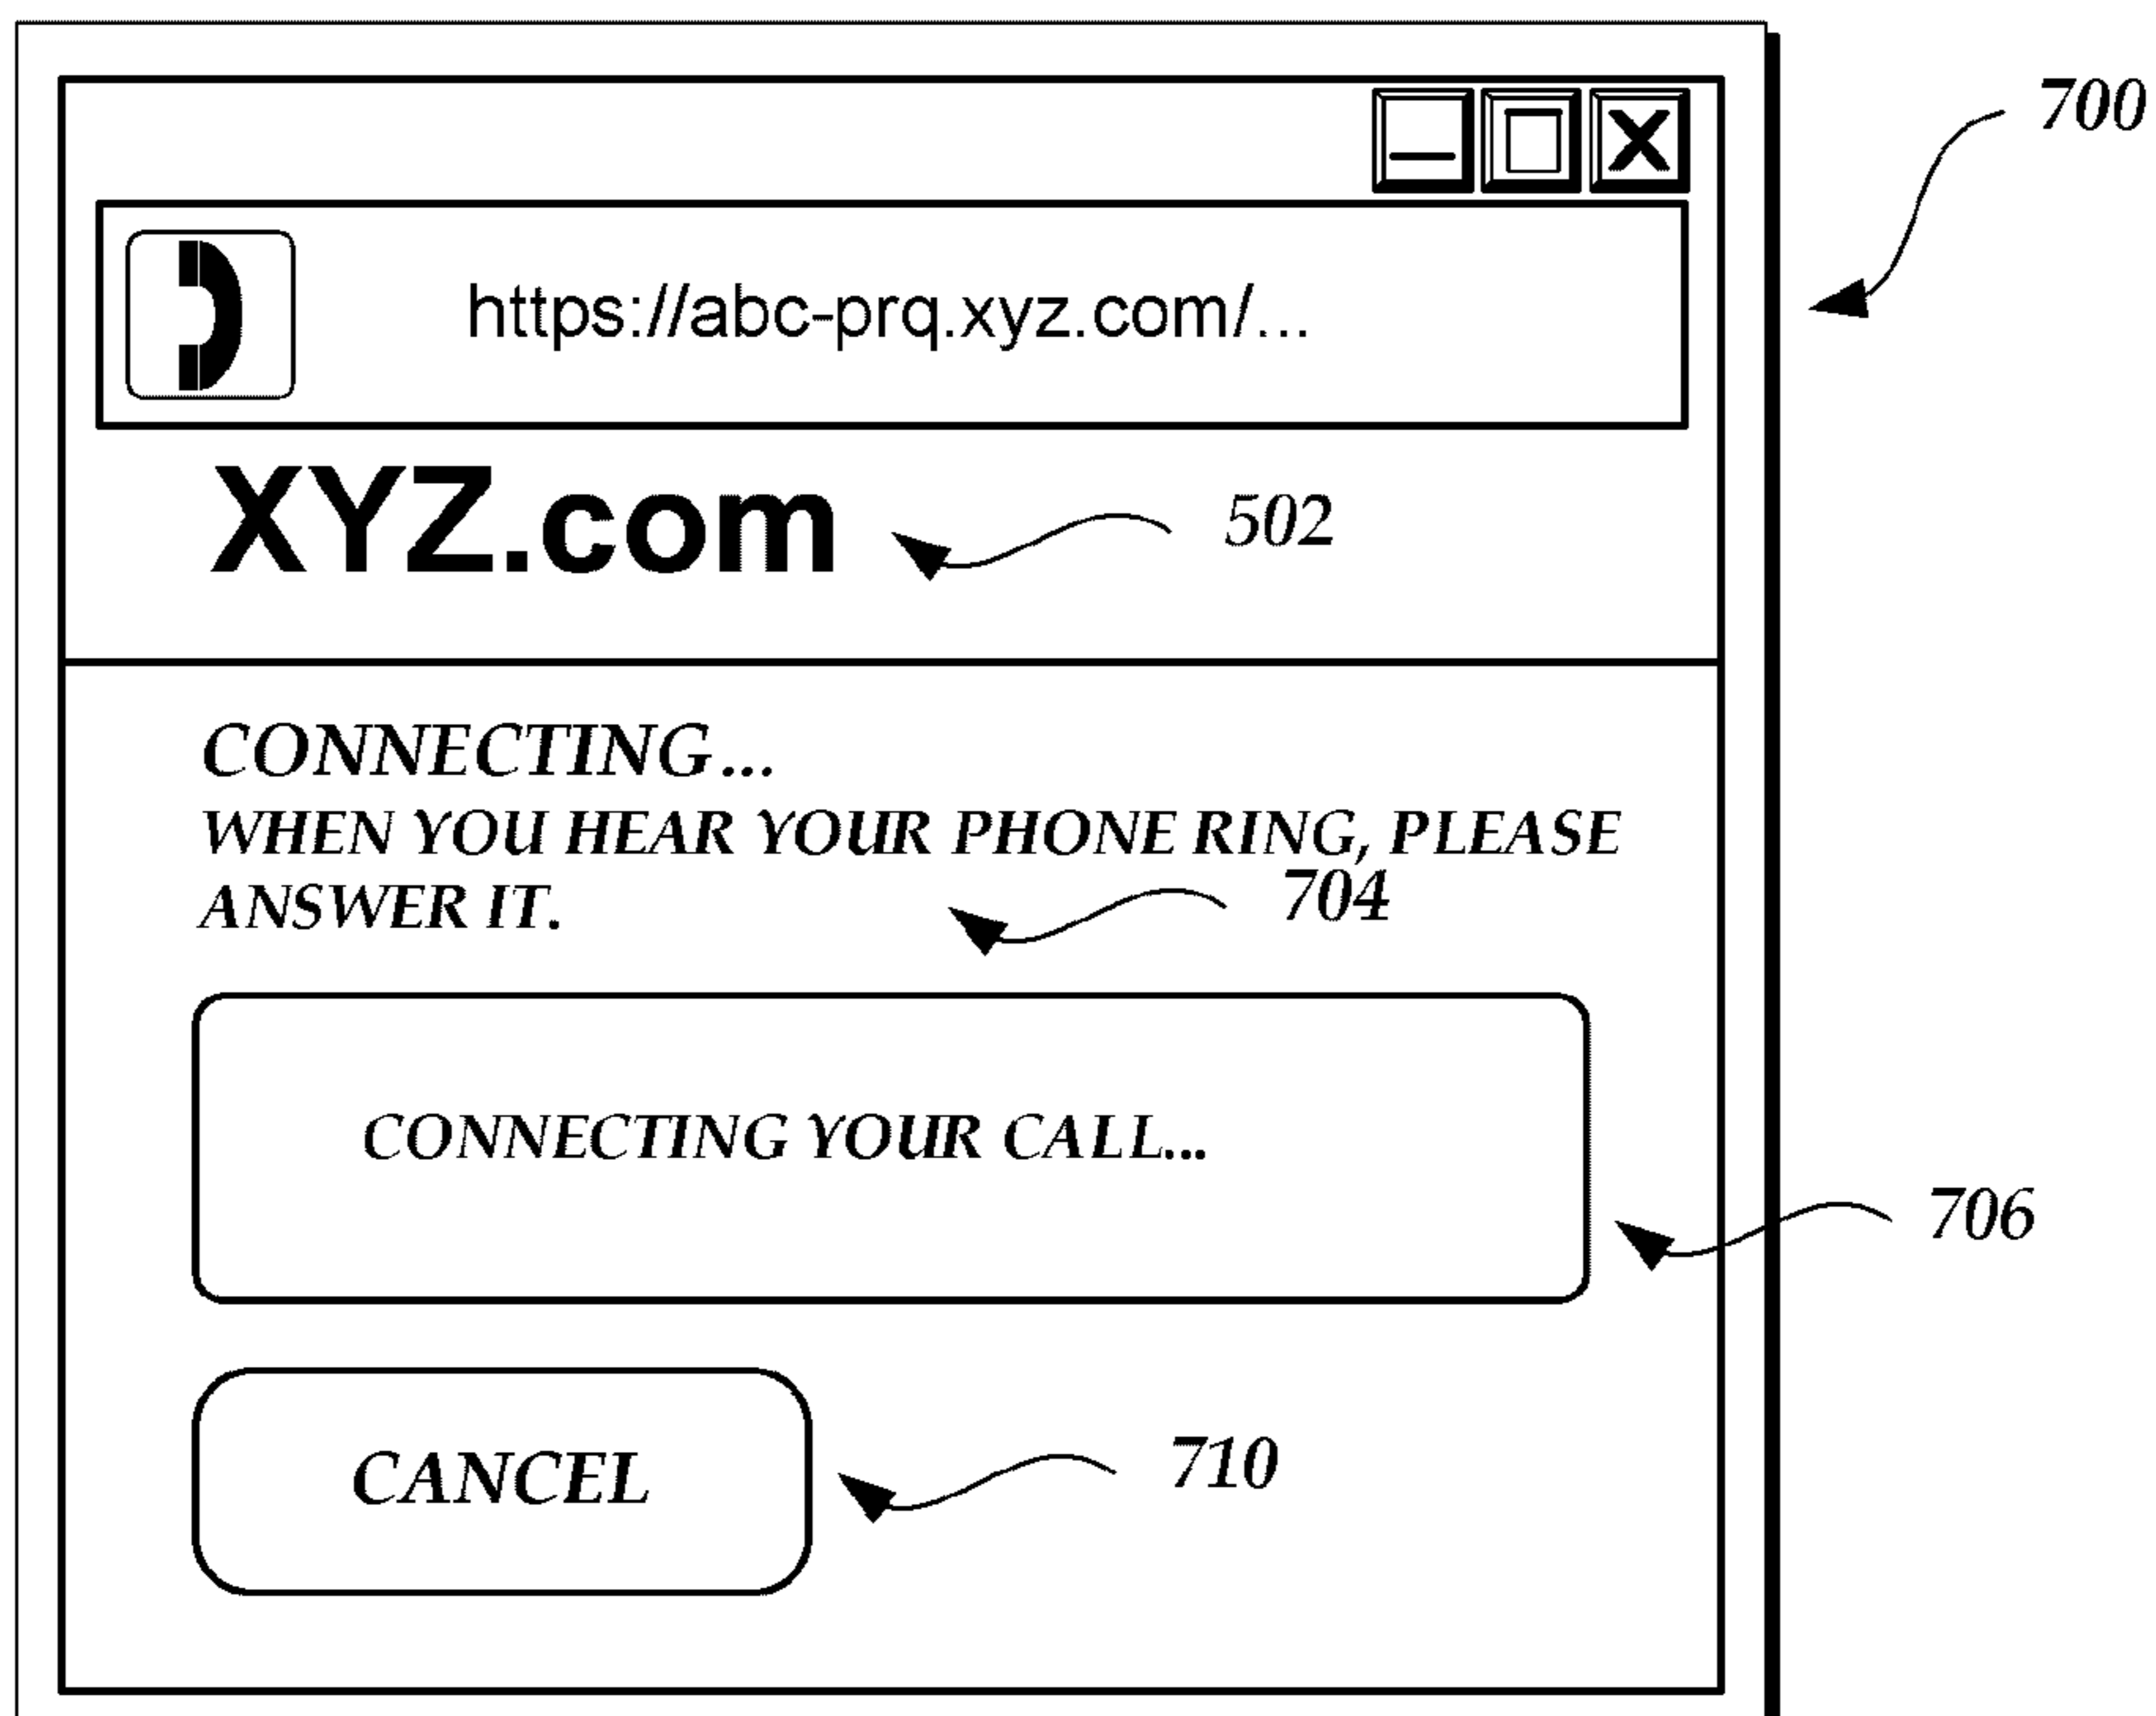 700
https://abc-prq.xyz.com/...
XYZ.com
502
CONNECTING...
WHEN YOU HEAR YOUR PHONE RING, PLEASE
ANSWER IT.
704
CONNECTING YOUR CALL...
706
CANCEL
710